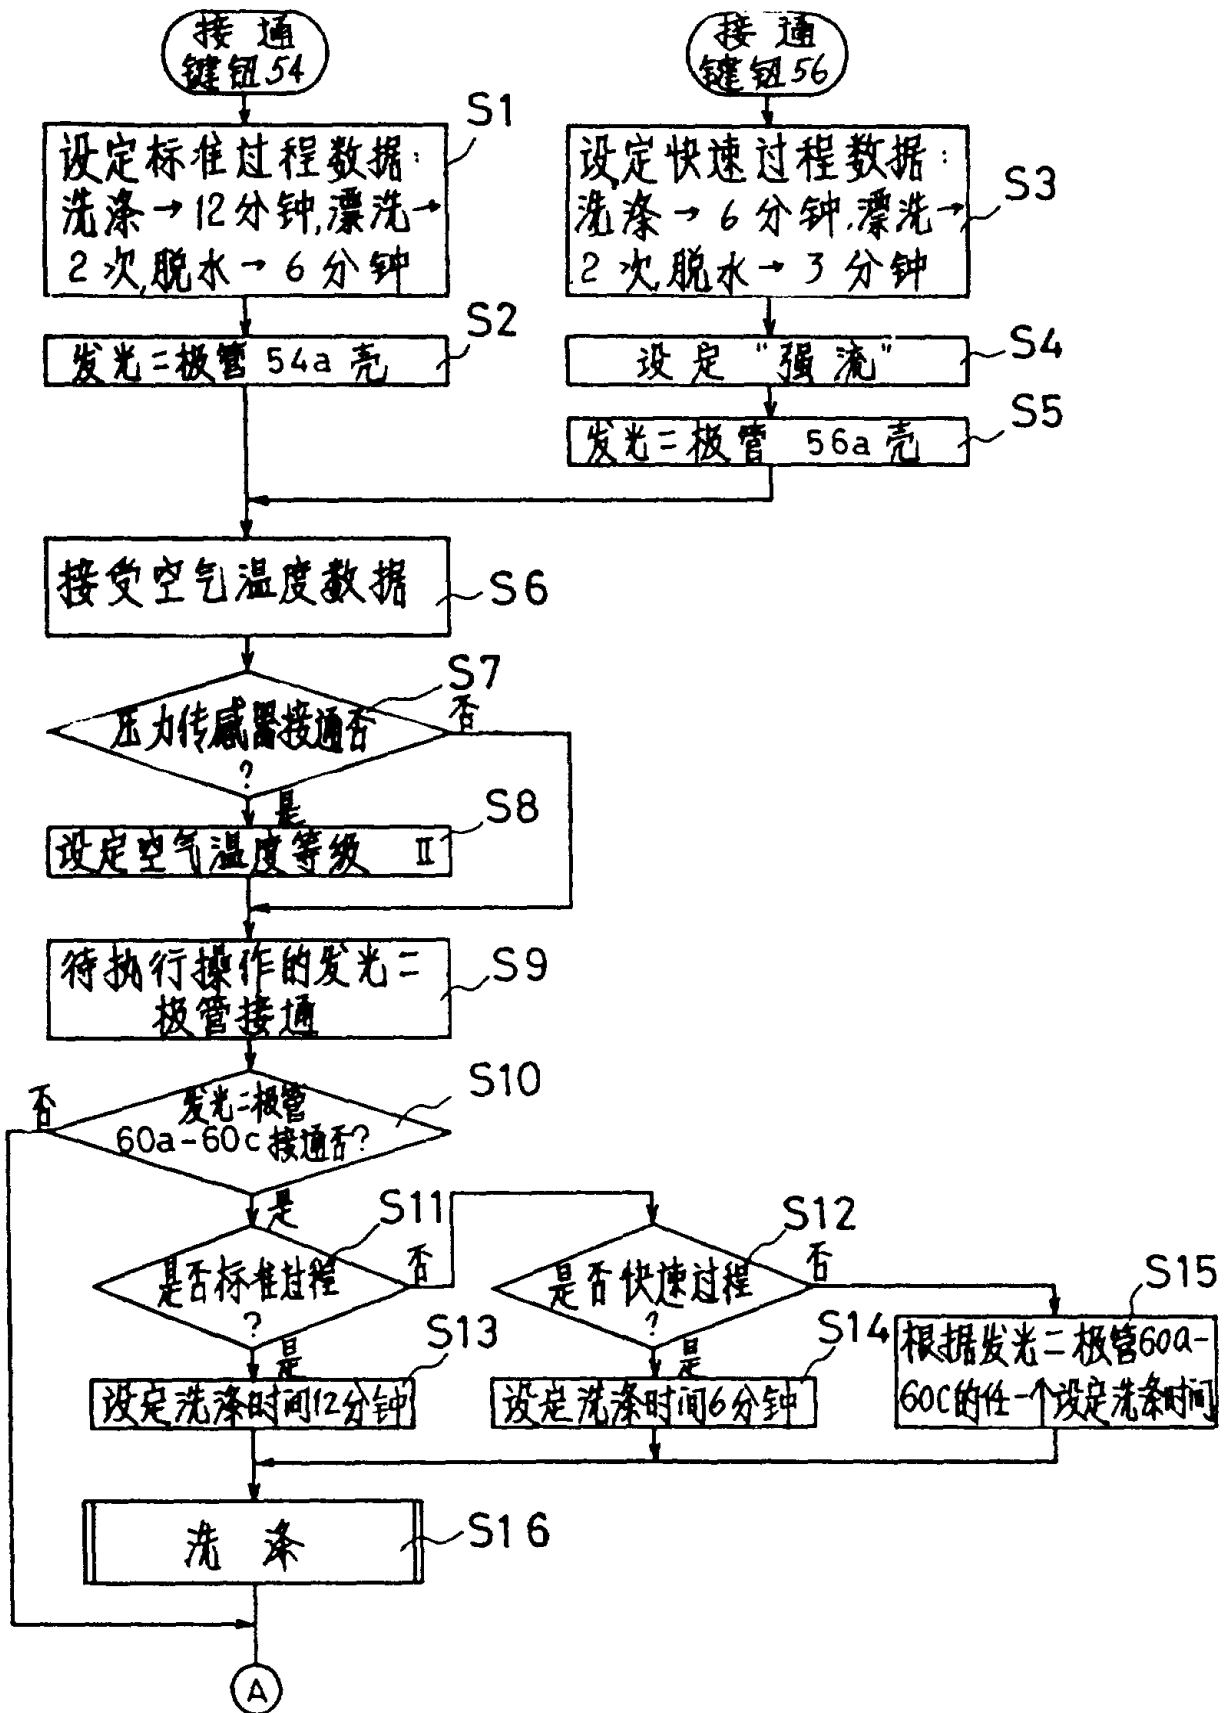 接通
键钮54
S1
设定标准过程数据:
洗涤→12分钟,漂洗→
2次,脱水→6分钟
S2
发光二极管 54a 壳
接通
键钮56
S3
设定快速过程数据:
洗涤→6分钟,漂洗→
2次,脱水→3分钟
S4
设定“强流”
S5
发光二极管 56a 壳
接受空气温度数据
S6
S7
压力传感器接通否
?
否
是
S8
设定空气温度等级 II
待执行操作的发光二
极管接通
S9
S10
发光二极管
60a-60c接通否?
否
是
S11
是否标准过程
?
否
是
S12
是否快速过程
?
否
是
S13
设定洗涤时间12分钟
S14
设定洗涤时间6分钟
S15
根据发光二极管60a-
60c的任一个设定洗涤时间
洗涤
S16
A